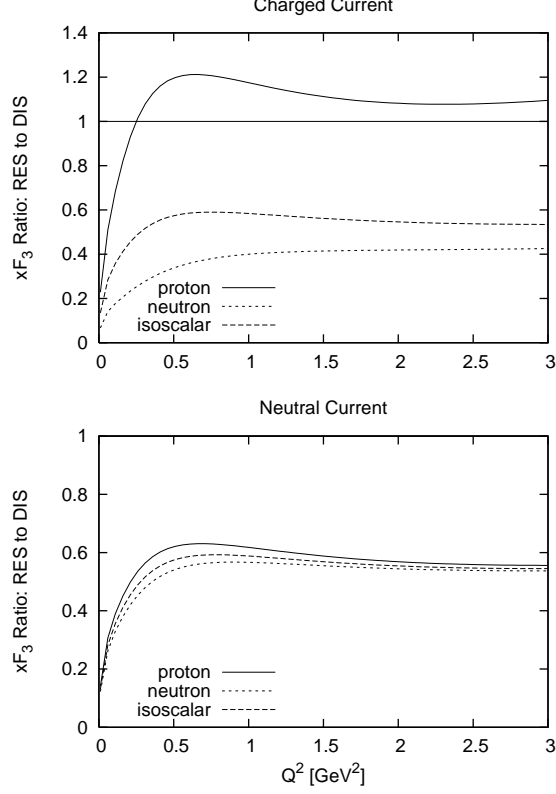 Charged Current
xF3 Ratio: RES to DIS
1.4
1.2
1
0.8
0.6
0.4
0.2
0
proton
neutron
isoscalar
0 0.5 1 1.5 2 2.5 3
Neutral Current
xF3 Ratio: RES to DIS
1
0.8
0.6
0.4
0.2
0
proton
neutron
isoscalar
0 0.5 1 1.5 2 2.5 3
Q² [GeV²]